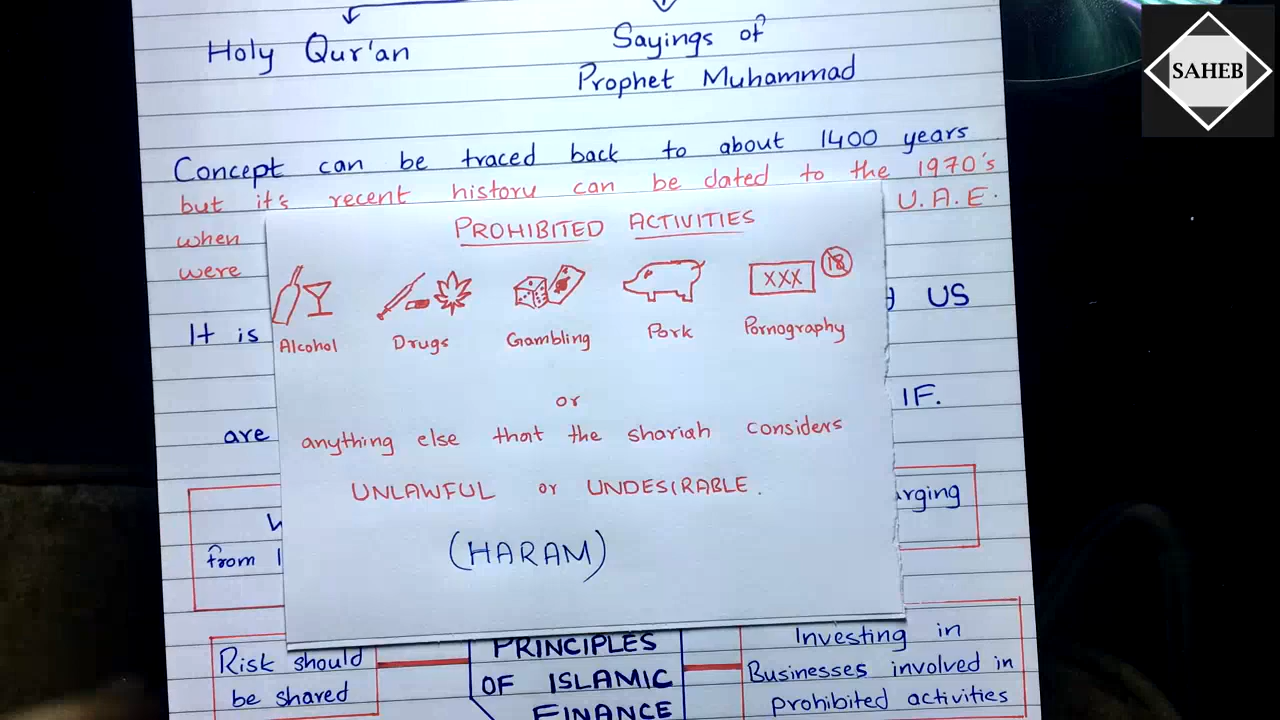 Holy Qur'an
Sayings of
Prophet Muhammad
SAHEB
Concept can be traced back to about 1400 years
but it's recent history can be dated to the 1970's
when U.A.E.
were
It is US
are IF.
from
PROHIBITED ACTIVITIES
XXX 18
Alcohol Drugs Gambling Pork Pornography
or
anything else that the shariah considers
UNLAWFUL or UNDESIRABLE.
(HARAM)
Risk should
be shared
PRINCIPLES
OF ISLAMIC
FINANCE
Investing in
Businesses involved in
prohibited activities